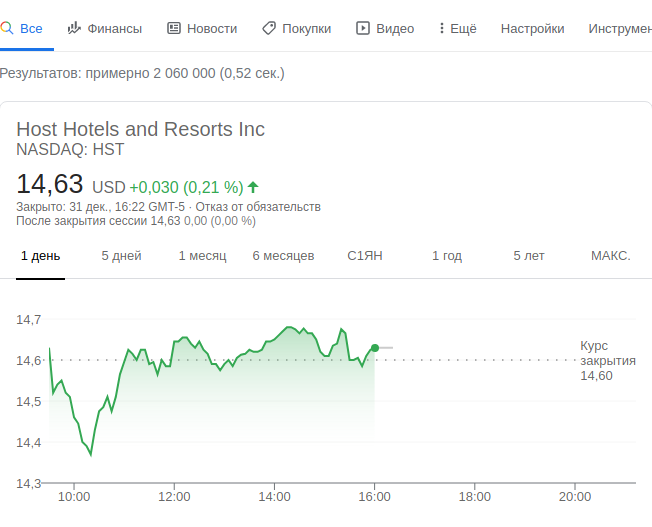 Все Финансы Новости Покупки Видео Ещё Настройки Инструмен
Результатов: примерно 2 060 000 (0,52 сек.)
Host Hotels and Resorts Inc
NASDAQ: HST
14,63 USD +0,030 (0,21 %)
Закрыто: 31 дек., 16:22 GMT-5 · Отказ от обязательств
После закрытия сессии 14,63 0,00 (0,00 %)
1 день 5 дней 1 месяц 6 месяцев С1ЯН 1 год 5 лет МАКС.
14,7
14,6
14,5
14,4
14,3
Курс
закрытия
14,60
10:00 12:00 14:00 16:00 18:00 20:00